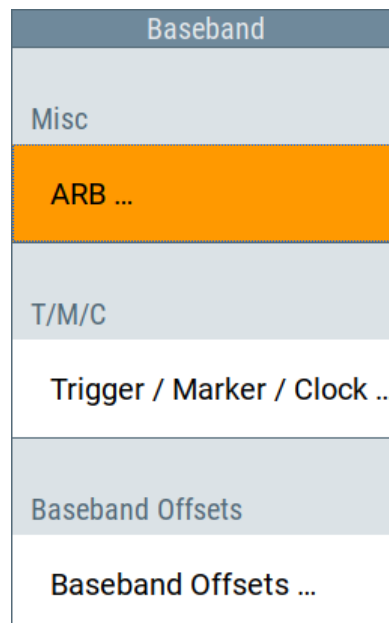 Baseband
Misc
ARB ...
T/M/C
Trigger / Marker / Clock ..
Baseband Offsets
Baseband Offsets ...